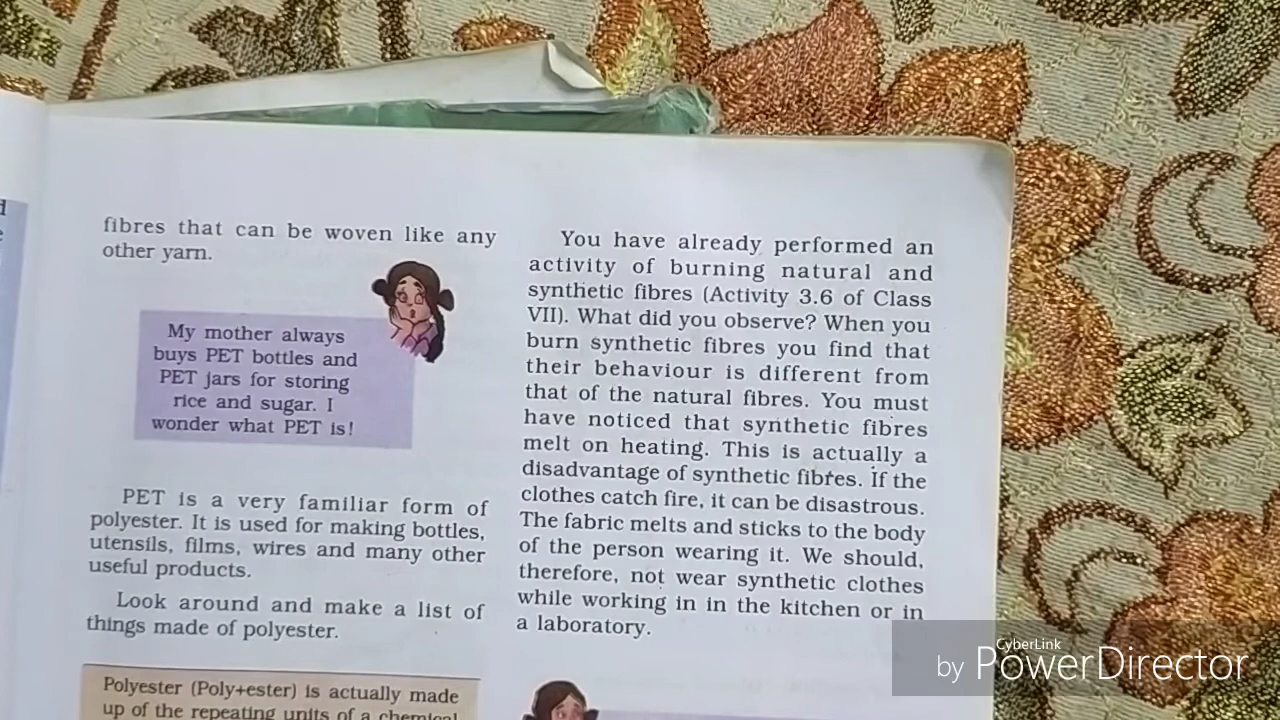 fibres that can be woven like any
other yarn.
My mother always
buys PET bottles and
PET jars for storing
rice and sugar. I
wonder what PET is!
PET is a very familiar form of
polyester. It is used for making bottles,
utensils, films, wires and many other
useful products.
Look around and make a list of
things made of polyester.
Polyester (Poly+ester) is actually made
up of the repeating units of a chemical
You have already performed an
activity of burning natural and
synthetic fibres (Activity 3.6 of Class
VII). What did you observe? When you
burn synthetic fibres you find that
their behaviour is different from
that of the natural fibres. You must
have noticed that synthetic fibres
melt on heating. This is actually a
disadvantage of synthetic fibres. If the
clothes catch fire, it can be disastrous.
The fabric melts and sticks to the body
of the person wearing it. We should,
therefore, not wear synthetic clothes
while working in in the kitchen or in
a laboratory.
CyberLink
by PowerDirector